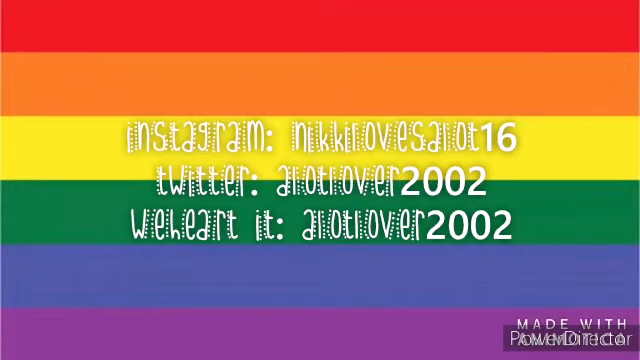 instagram: nikkilovesalot16
twitter: alotlover2002
Weheart it: alotlover2002
MADE WITH
PowerDirector